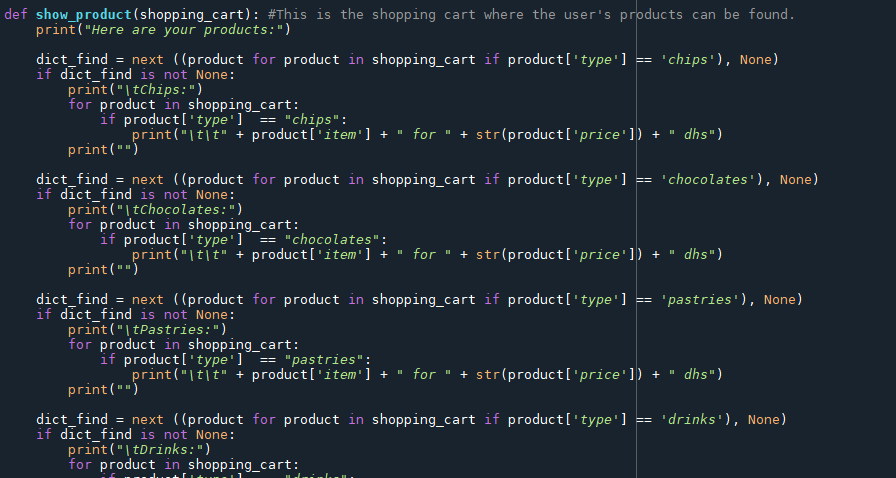 def show_product(shopping_cart): #This is the shopping cart where the user's products can be found.
    print("Here are your products:")

    dict_find = next ((product for product in shopping_cart if product['type'] == 'chips'), None)
    if dict_find is not None:
        print("\tChips:")
        for product in shopping_cart:
            if product['type']  == "chips":
                print("\t\t" + product['item'] + " for " + str(product['price']) + " dhs")
        print("")

    dict_find = next ((product for product in shopping_cart if product['type'] == 'chocolates'), None)
    if dict_find is not None:
        print("\tChocolates:")
        for product in shopping_cart:
            if product['type']  == "chocolates":
                print("\t\t" + product['item'] + " for " + str(product['price']) + " dhs")
        print("")

    dict_find = next ((product for product in shopping_cart if product['type'] == 'pastries'), None)
    if dict_find is not None:
        print("\tPastries:")
        for product in shopping_cart:
            if product['type']  == "pastries":
                print("\t\t" + product['item'] + " for " + str(product['price']) + " dhs")
        print("")

    dict_find = next ((product for product in shopping_cart if product['type'] == 'drinks'), None)
    if dict_find is not None:
        print("\tDrinks:")
        for product in shopping_cart: